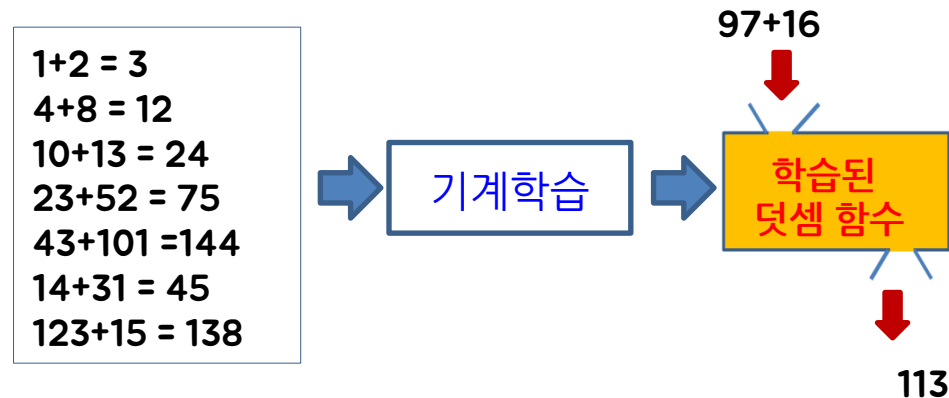 1+2 = 3
4+8 = 12
10+13 = 24
23+52 = 75
43+101 =144
14+31 = 45
123+15 = 138
기계학습
97+16
학습된
덧셈 함수
113